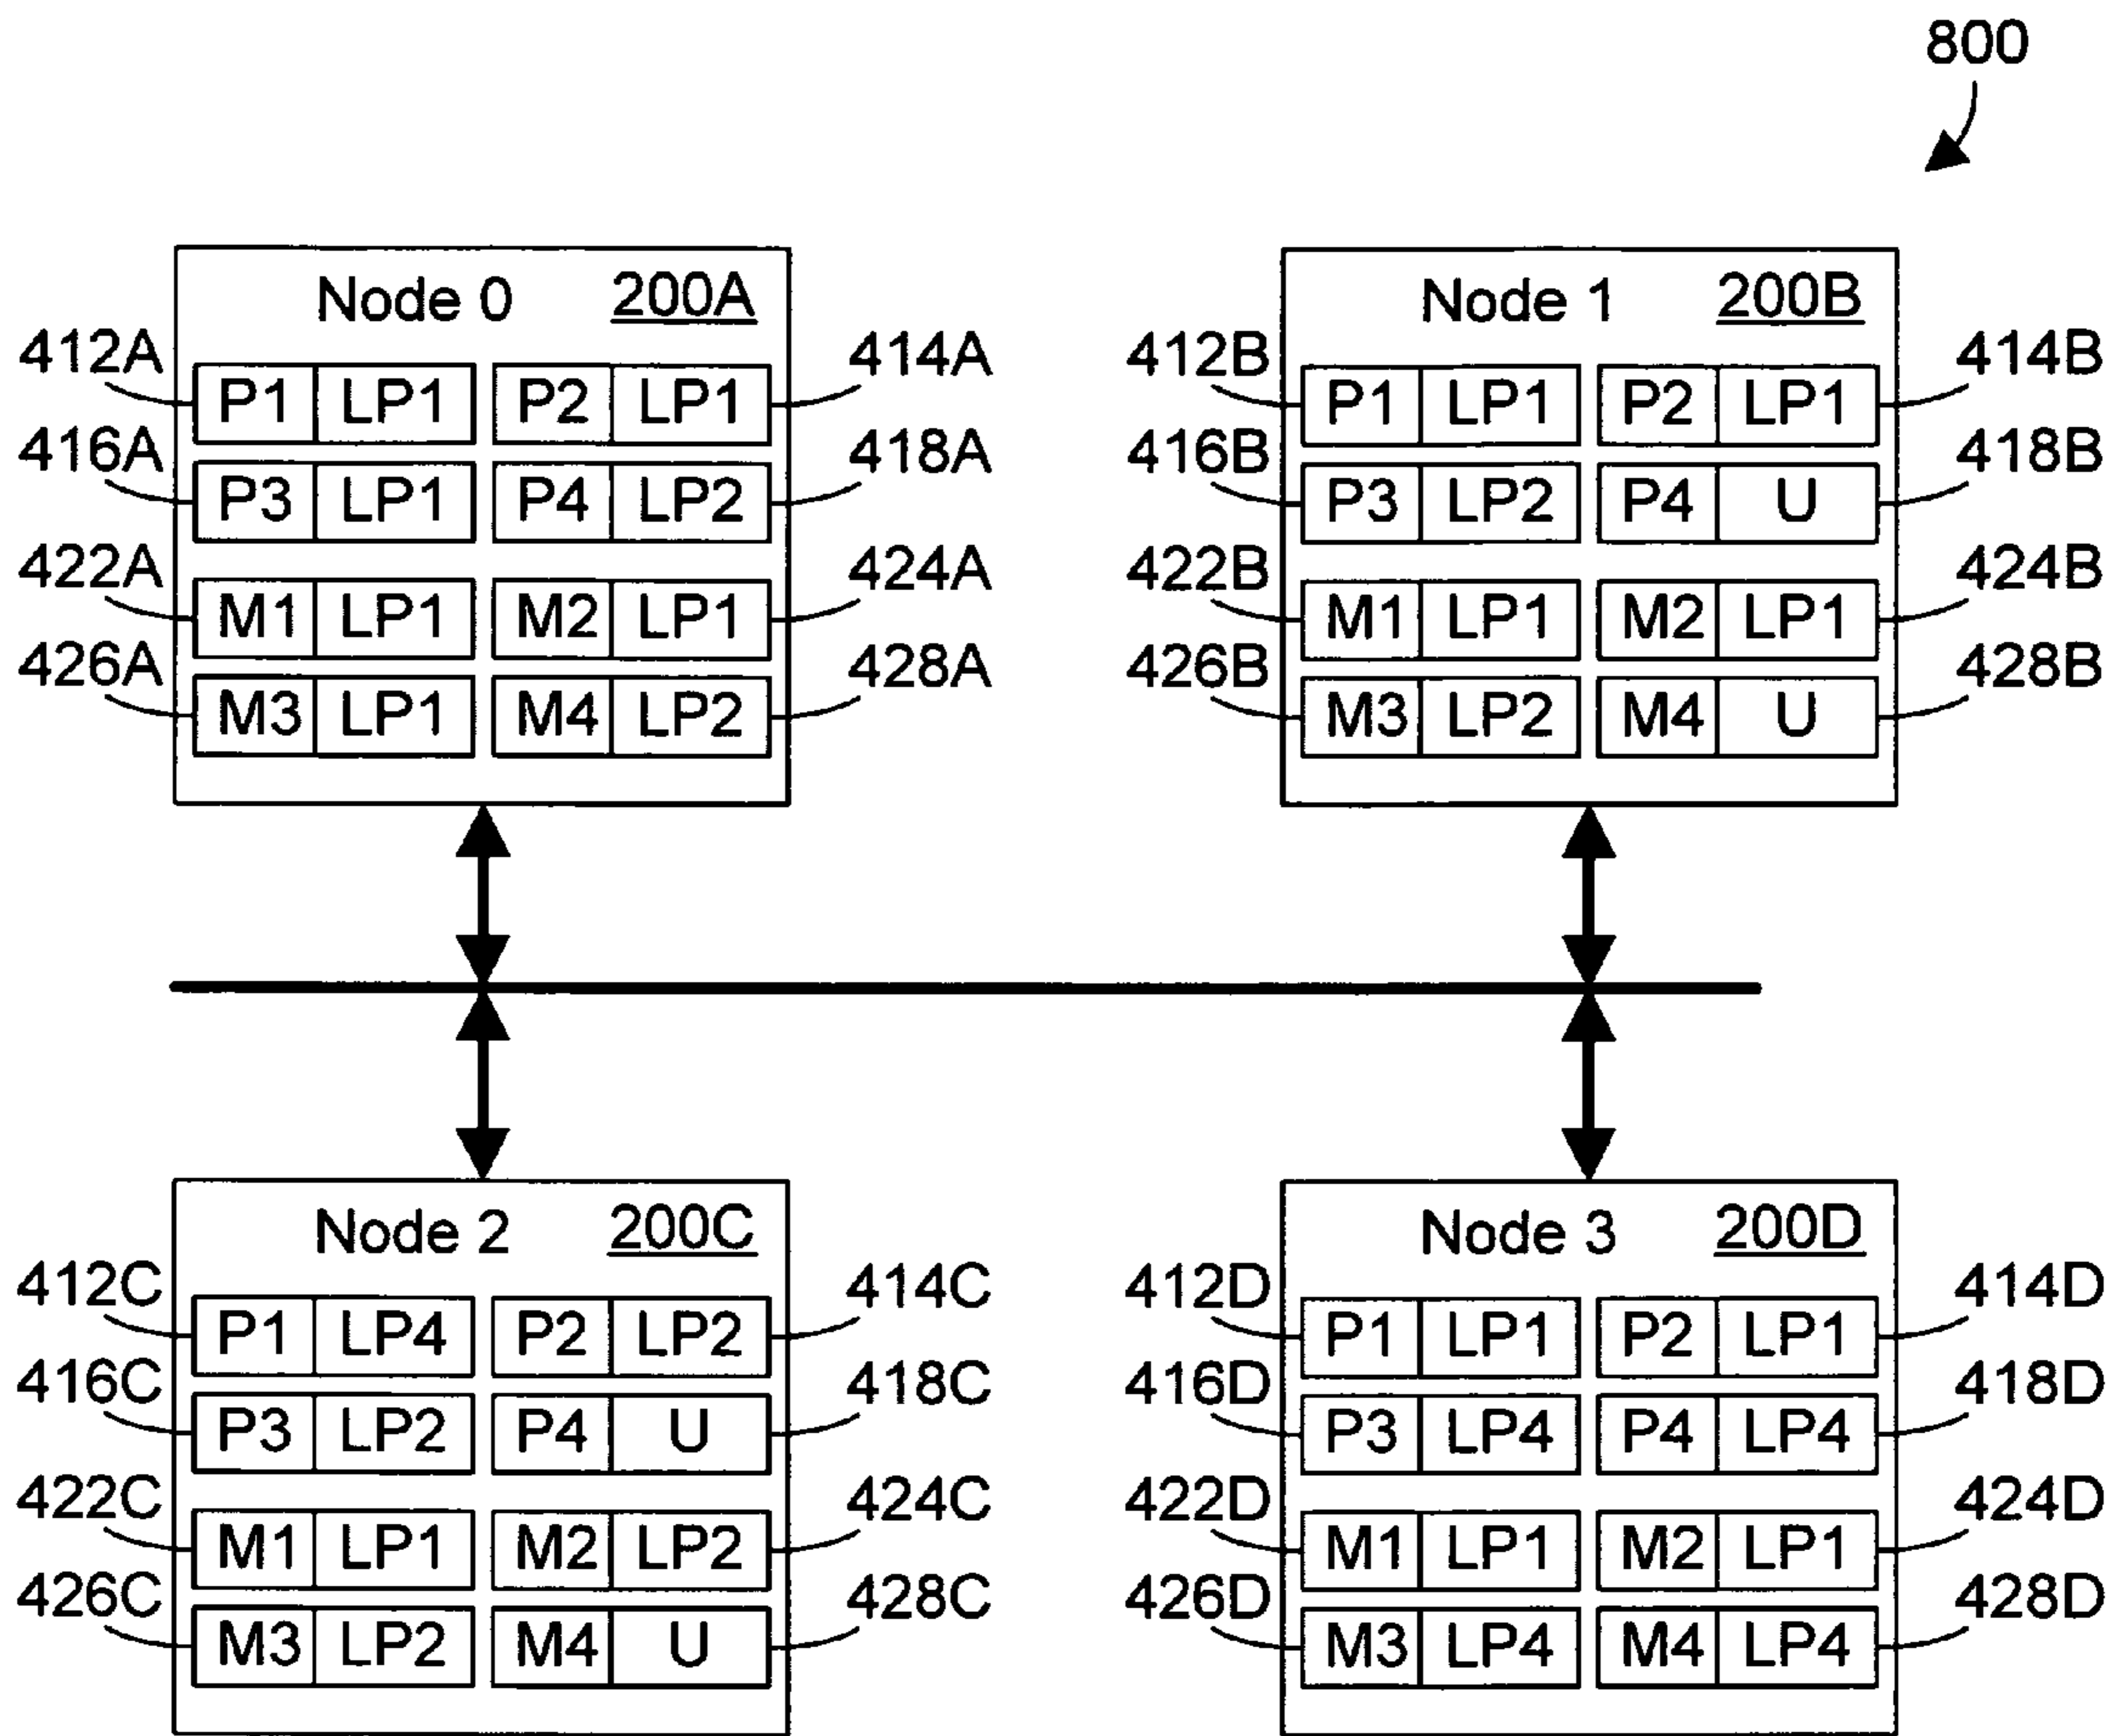 800
Node 0 200A
412A P1 LP1 P2 LP1 414A
416A P3 LP1 P4 LP2 418A
422A M1 LP1 M2 LP1 424A
426A M3 LP1 M4 LP2 428A
Node 1 200B
412B P1 LP1 P2 LP1 414B
416B P3 LP2 P4 U 418B
422B M1 LP1 M2 LP1 424B
426B M3 LP2 M4 U 428B
Node 2 200C
412C P1 LP4 P2 LP2 414C
416C P3 LP2 P4 U 418C
422C M1 LP1 M2 LP2 424C
426C M3 LP2 M4 U 428C
Node 3 200D
412D P1 LP1 P2 LP1 414D
416D P3 LP4 P4 LP4 418D
422D M1 LP1 M2 LP1 424D
426D M3 LP4 M4 LP4 428D